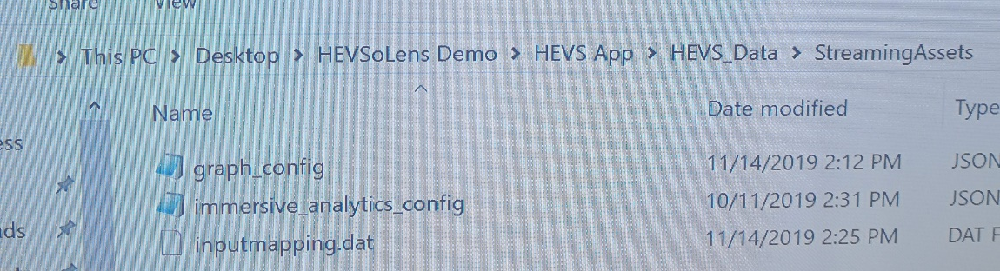 Share View
This PC > Desktop > HEVSoLens Demo > HEVS App > HEVS_Data > StreamingAssets
Name Date modified Type
ess
graph_config 11/14/2019 2:12 PM JSON
immersive_analytics_config 10/11/2019 2:31 PM JSON
ads inputmapping.dat 11/14/2019 2:25 PM DAT F